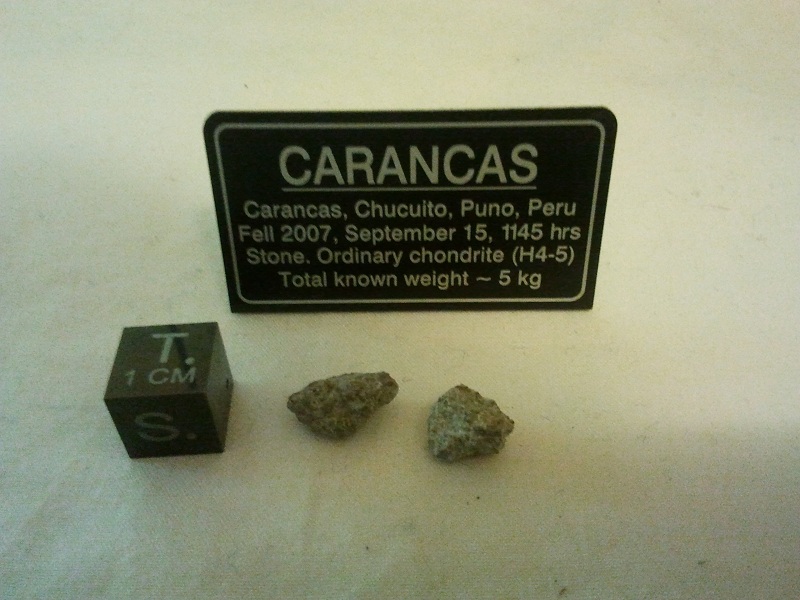 CARANCAS
Carancas, Chucuito, Puno, Peru
Fell 2007, September 15, 1145 hrs
Stone. Ordinary chondrite (H4-5)
Total known weight ~ 5 kg
T.
1 CM
S.